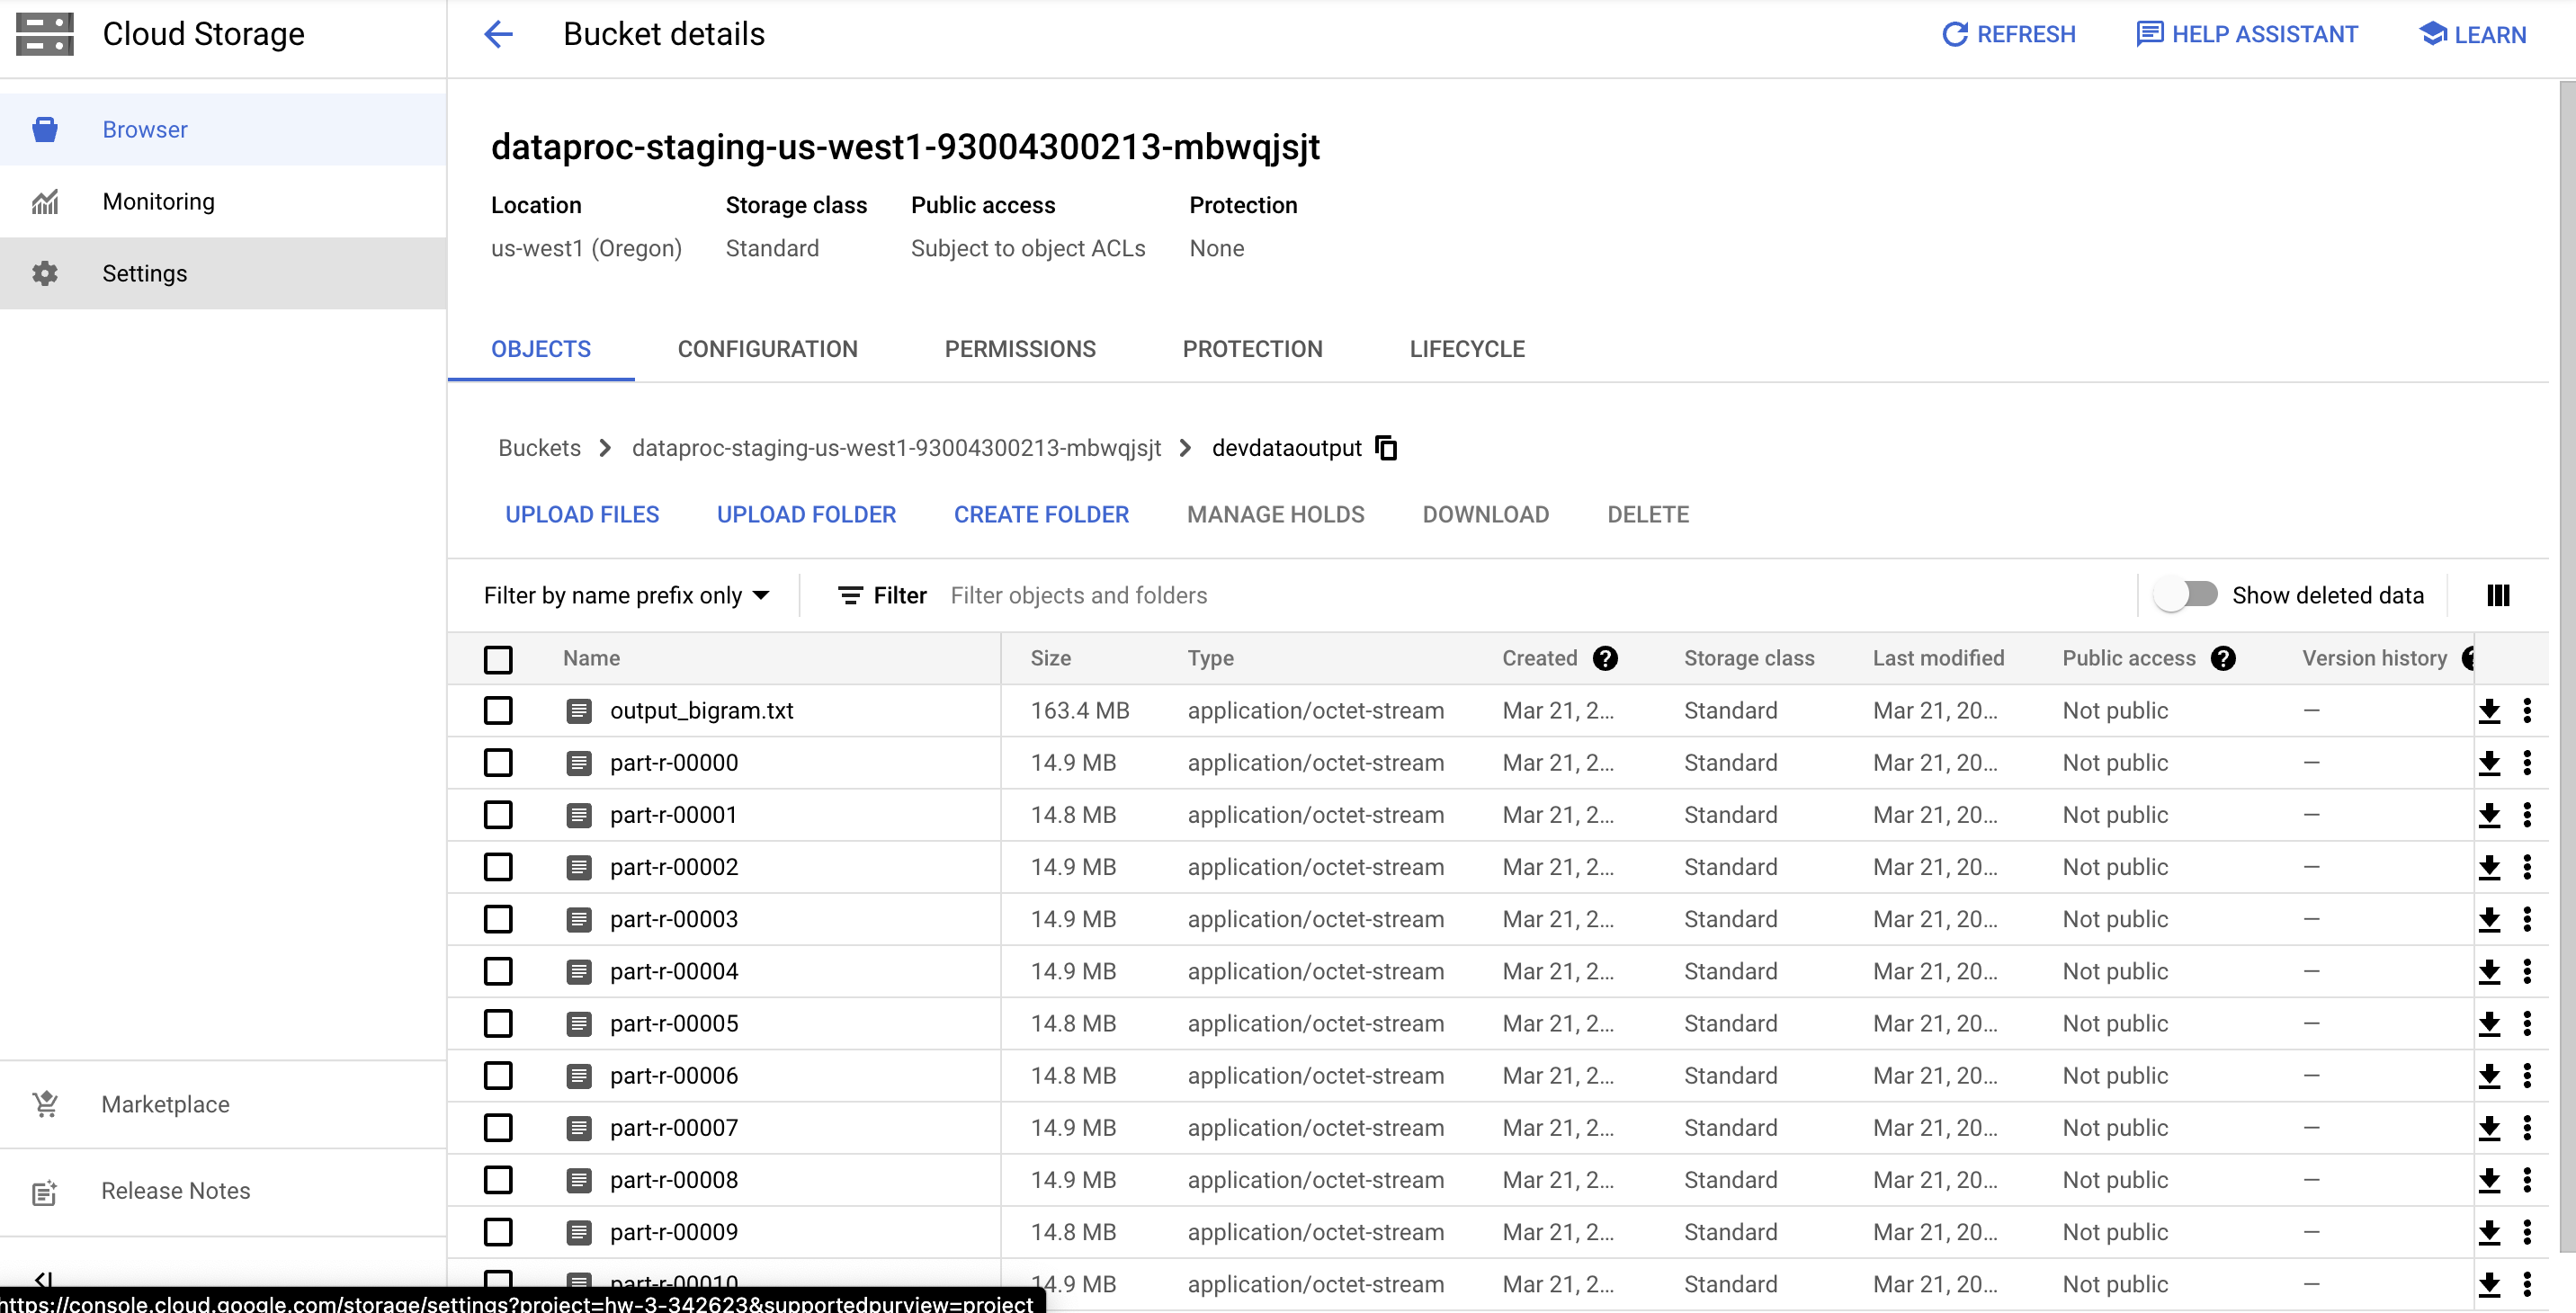 Cloud Storage
Bucket details
REFRESH HELP ASSISTANT LEARN
Browser
Monitoring
Settings
Marketplace
Release Notes
dataproc-staging-us-west1-93004300213-mbwqjsjt
Location Storage class Public access Protection
us-west1 (Oregon) Standard Subject to object ACLs None
OBJECTS CONFIGURATION PERMISSIONS PROTECTION LIFECYCLE
Buckets > dataproc-staging-us-west1-93004300213-mbwqjsjt > devdataoutput
UPLOAD FILES UPLOAD FOLDER CREATE FOLDER MANAGE HOLDS DOWNLOAD DELETE
Filter by name prefix only Filter Filter objects and folders Show deleted data
Name Size Type Created ? Storage class Last modified Public access ? Version history ?
output_bigram.txt 163.4 MB application/octet-stream Mar 21, 2... Standard Mar 21, 20... Not public —
part-r-00000 14.9 MB application/octet-stream Mar 21, 2... Standard Mar 21, 20... Not public —
part-r-00001 14.8 MB application/octet-stream Mar 21, 2... Standard Mar 21, 20... Not public —
part-r-00002 14.9 MB application/octet-stream Mar 21, 2... Standard Mar 21, 20... Not public —
part-r-00003 14.9 MB application/octet-stream Mar 21, 2... Standard Mar 21, 20... Not public —
part-r-00004 14.9 MB application/octet-stream Mar 21, 2... Standard Mar 21, 20... Not public —
part-r-00005 14.8 MB application/octet-stream Mar 21, 2... Standard Mar 21, 20... Not public —
part-r-00006 14.8 MB application/octet-stream Mar 21, 2... Standard Mar 21, 20... Not public —
part-r-00007 14.9 MB application/octet-stream Mar 21, 2... Standard Mar 21, 20... Not public —
part-r-00008 14.9 MB application/octet-stream Mar 21, 2... Standard Mar 21, 20... Not public —
part-r-00009 14.8 MB application/octet-stream Mar 21, 2... Standard Mar 21, 20... Not public —
part-r-00010 14.9 MB application/octet-stream Mar 21, 2... Standard Mar 21, 20... Not public —
https://console.cloud.google.com/storage/settings?project=hw-3-342623&supportedpurview=project